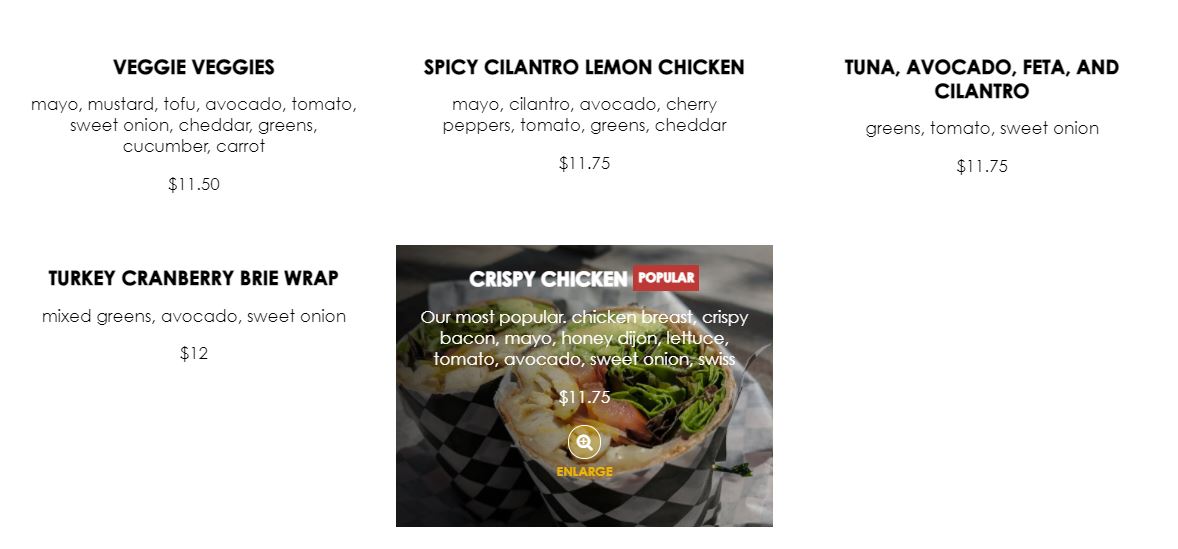 VEGGIE VEGGIES
mayo, mustard, tofu, avocado, tomato,
sweet onion, cheddar, greens,
cucumber, carrot
$11.50
SPICY CILANTRO LEMON CHICKEN
mayo, cilantro, avocado, cherry
peppers, tomato, greens, cheddar
$11.75
TUNA, AVOCADO, FETA, AND
CILANTRO
greens, tomato, sweet onion
$11.75
TURKEY CRANBERRY BRIE WRAP
mixed greens, avocado, sweet onion
$12
CRISPY CHICKEN POPULAR
Our most popular. chicken breast, crispy
bacon, mayo, honey dijon, lettuce,
tomato, avocado, sweet onion, swiss
$11.75
ENLARGE